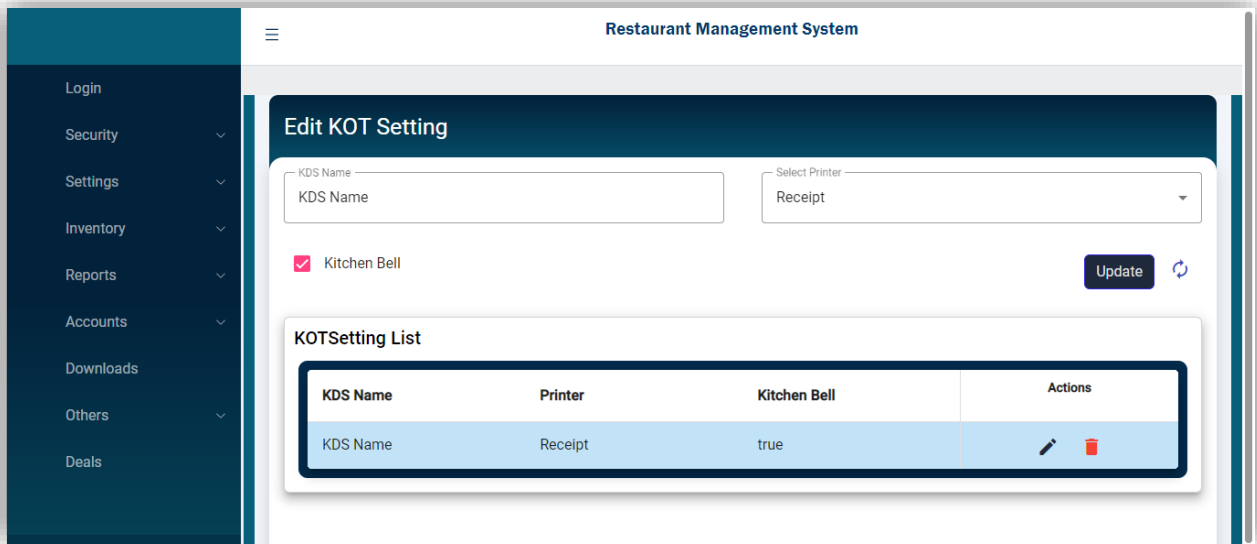 Restaurant Management System
Login
Security
Settings
Inventory
Reports
Accounts
Downloads
Others
Deals
Edit KOT Setting
KDS Name
KDS Name
Select Printer
Receipt
Kitchen Bell
Update
KOTSetting List
KDS Name Printer Kitchen Bell Actions
KDS Name Receipt true